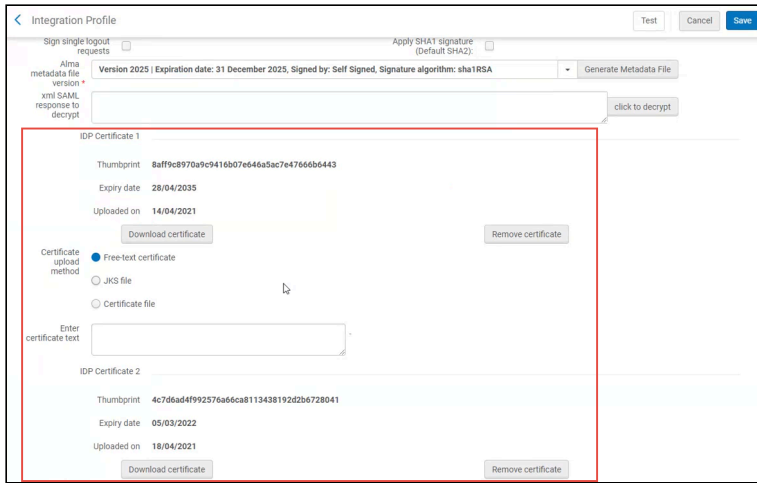 Integration Profile
Test
Cancel
Save
Sign single logout
requests
Apply SHA1 signature
(Default SHA2):
Alma
metadata file
version *
Version 2025 | Expiration date: 31 December 2025, Signed by: Self Signed, Signature algorithm: sha1RSA
Generate Metadata File
xml SAML
response to
decrypt
click to decrypt
IDP Certificate 1
Thumbprint 8aff9c8970a9c9416b07e646a5ac7e47666b6443
Expiry date 28/04/2035
Uploaded on 14/04/2021
Download certificate
Remove certificate
Certificate
upload
method
Free-text certificate
JKS file
Certificate file
Enter
certificate text
IDP Certificate 2
Thumbprint 4c7d6ad4f992576a66ca8113438192d2b6728041
Expiry date 05/03/2022
Uploaded on 18/04/2021
Download certificate
Remove certificate